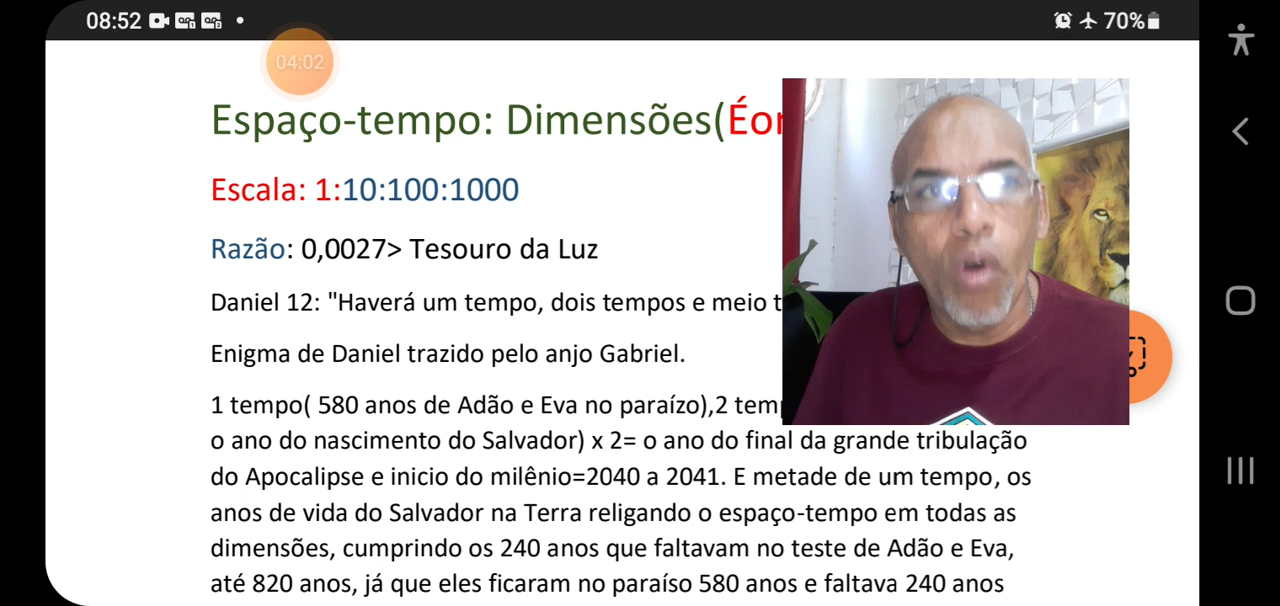 08:52
70%
04:02
Espaço-tempo: Dimensões(Éon
Escala: 1:10:100:1000
Razão: 0,0027> Tesouro da Luz
Daniel 12: "Haverá um tempo, dois tempos e meio t
Enigma de Daniel trazido pelo anjo Gabriel.
1 tempo( 580 anos de Adão e Eva no paraízo),2 temp
o ano do nascimento do Salvador) x 2= o ano do final da grande tribulação
do Apocalipse e inicio do milênio=2040 a 2041. E metade de um tempo, os
anos de vida do Salvador na Terra religando o espaço-tempo em todas as
dimensões, cumprindo os 240 anos que faltavam no teste de Adão e Eva,
até 820 anos, já que eles ficaram no paraíso 580 anos e faltava 240 anos